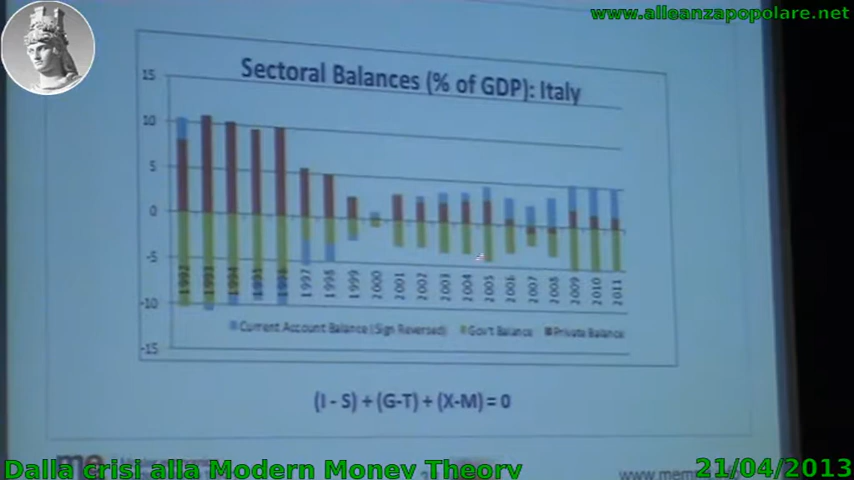 www.alleanzapopolare.net
Sectoral Balances (% of GDP): Italy
15
10
5
0
-5
-10
-15
1992 1993 1994 1995 1996 1997 1998 1999 2000 2001 2002 2003 2004 2005 2006 2007 2008 2009 2010 2011
Current Account Balance (Sign Reversed) Gov't Balance Private Balance
(I - S) + (G-T) + (X-M) = 0
Dalla crisi alla Modern Money Theory
21/04/2013